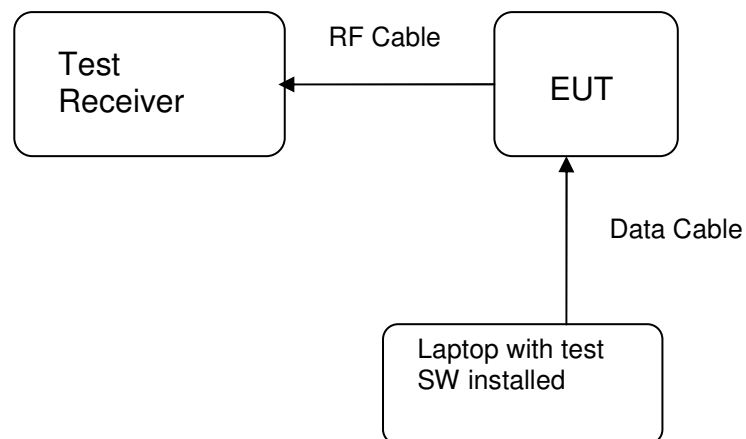 RF Cable
Test
Receiver
EUT
Data Cable
Laptop with test
SW installed